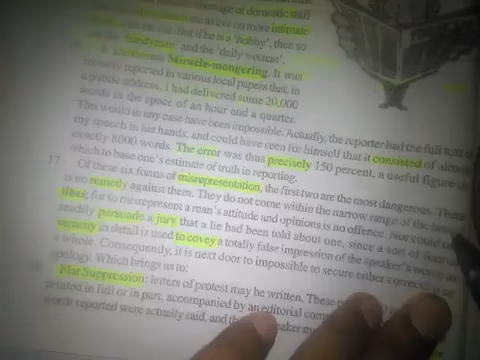 shortage of domestic staff
me to live on more intimate
But if he is a 'hobby', then so
the handyman and the 'daily woman'.
Deliberate Miracle-mongering. It was
recently reported in various local papers that, in
a public address, I had delivered some 20,000
words in the space of an hour and a quarter.
This would in any case have been impossible. Actually, the reporter had the full text of
my speech in his hands, and could have seen for himself that it consisted of
exactly 8000 words. The error was thus precisely 150 percent, a useful figure
which to base one's estimate of truth in reporting.
17 Of these six forms of misrepresentation, the first two are the most dangerous. There
is no remedy against them. They do not come within the narrow range of the
libel; for to misrepresent a man's attitude and opinions is no offence. Nor could
readily persuade a jury that a lie had been told about one, since a sort of
veracity in detail is used to covey a totally false impression of the speaker's words as
a whole. Consequently, it is next door to impossible to secure either correction or
apology. Which brings us to:
Flat Suppression: letters of protest may be written. These
printed in full or in part, accompanied by an editorial
words reported were actually said, and